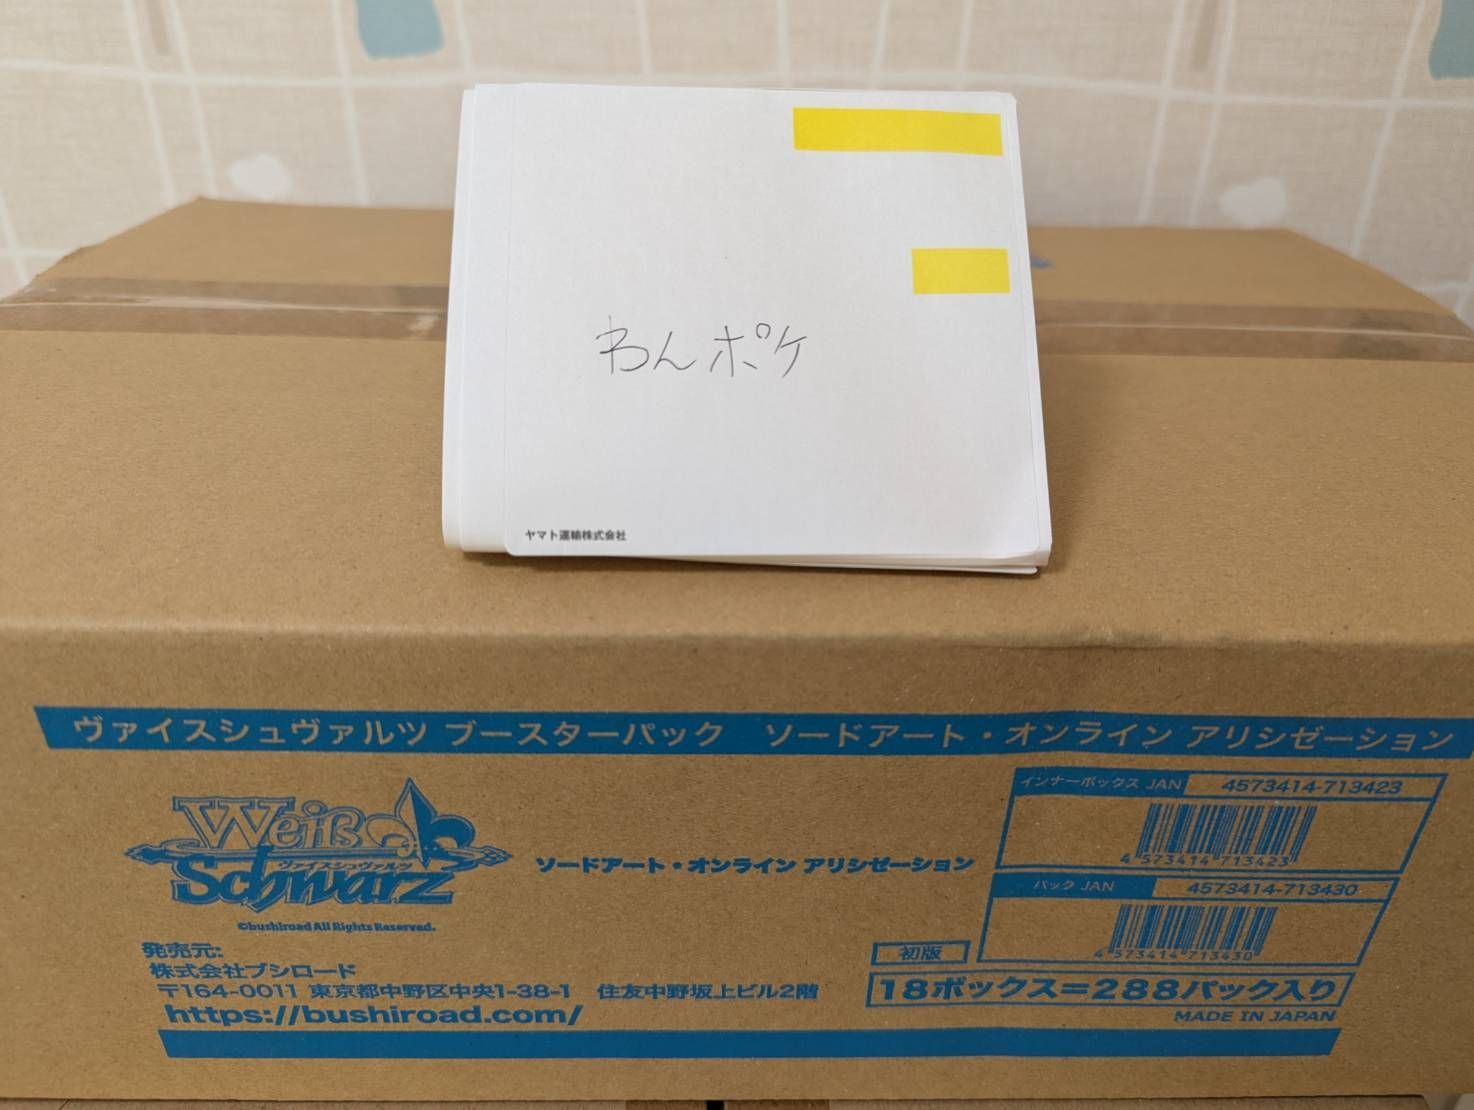 わんポケ
ヤマト運輸株式会社
ヴァイスシュヴァルツ ブースターパック ソードアート・オンライン アリシゼーション
Weiß Schwarz
ヴァイスシュヴァルツ
©bushiroad All Rights Reserved.
ソードアート・オンライン アリシゼーション
インナーボックス JAN 4573414-713423
4 573414 713423
パック JAN 4573414-713430
4 573414 713430
発売元:
株式会社ブシロード
〒164-0011 東京都中野区中央1-38-1 住友中野坂上ビル2階
https://bushiroad.com/
初版
18ボックス=288パック入り
MADE IN JAPAN